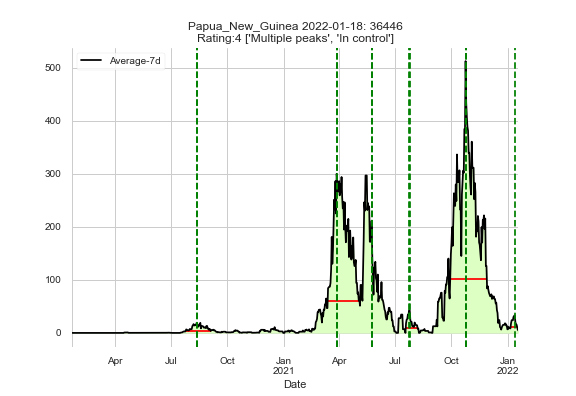 Papua_New_Guinea 2022-01-18: 36446
Rating:4 ['Multiple peaks', 'In control']
Average-7d
500
400
300
200
100
0
Apr Jul Oct Jan Apr Jul Oct Jan
2021 2022
Date